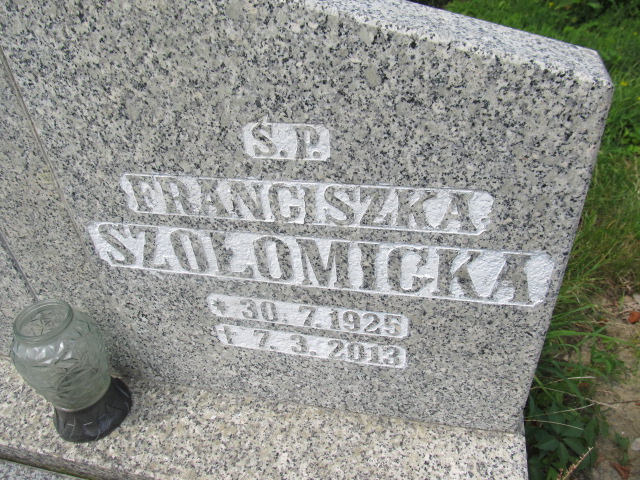 Ś.P.
FRANCISZKA
SZOŁOMICKA
* 30. 7. 1925
† 7. 3. 2013